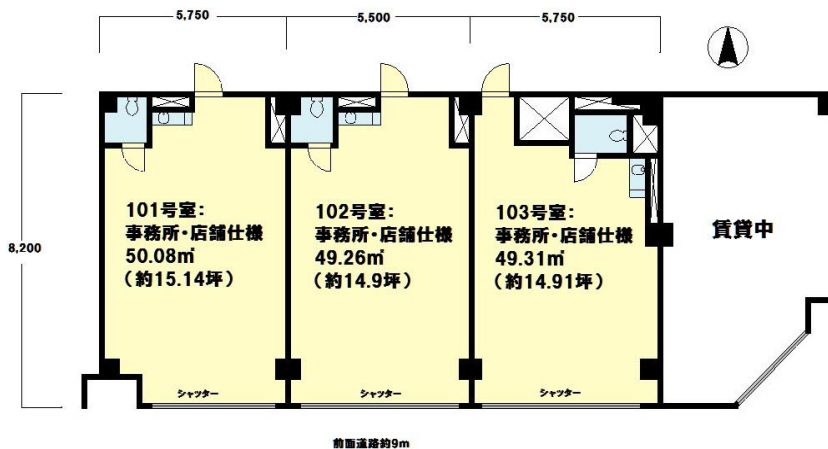 5,750
5,500
5,750
8,200
101号室:
事務所・店舗仕様
50.08㎡
(約15.14坪)
102号室:
事務所・店舗仕様
49.26㎡
(約14.9坪)
103号室:
事務所・店舗仕様
49.31㎡
(約14.91坪)
賃貸中
シャッター
シャッター
シャッター
前面道路約9m